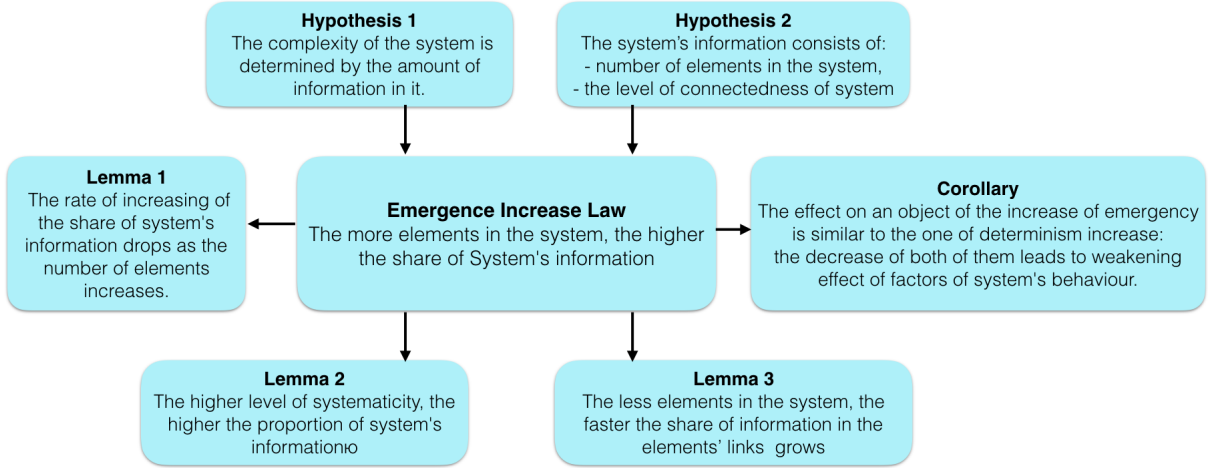 Hypothesis 1
The complexity of the system is
determined by the amount of
information in it.
Hypothesis 2
The system's information consists of:
- number of elements in the system,
- the level of connectedness of system
Lemma 1
The rate of increasing of
the share of system's
information drops as the
number of elements
increases.
Emergence Increase Law
The more elements in the system, the higher
the share of System's information
Corollary
The effect on an object of the increase of emergency
is similar to the one of determinism increase:
the decrease of both of them leads to weakening
effect of factors of system's behaviour.
Lemma 2
The higher level of systematicity, the
higher the proportion of system's
informationю
Lemma 3
The less elements in the system, the
faster the share of information in the
elements' links  grows